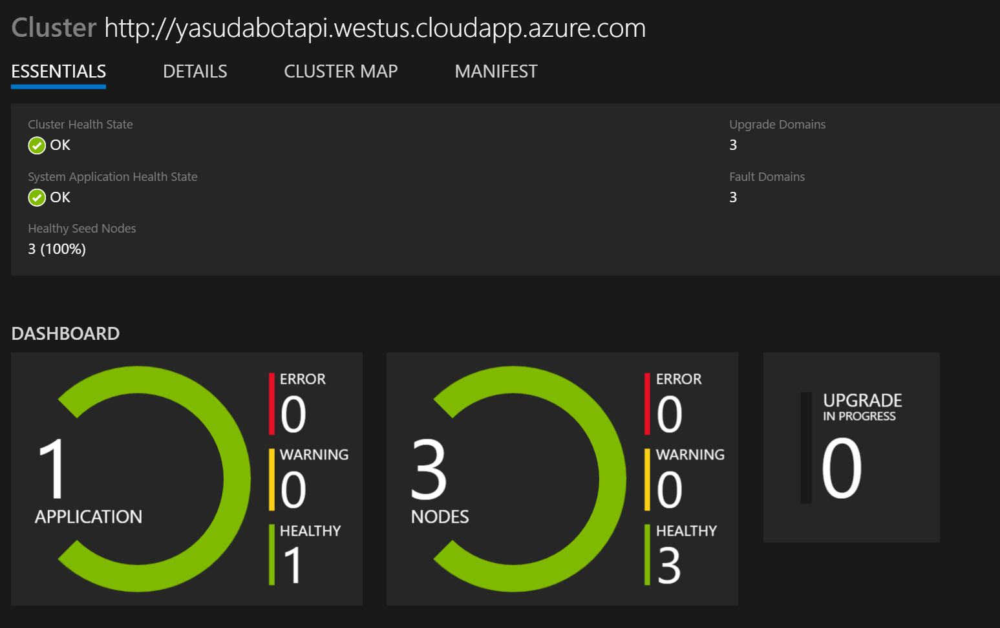 Cluster http://yasudabotapi.westus.cloudapp.azure.com
ESSENTIALS DETAILS CLUSTER MAP MANIFEST
Cluster Health State
OK
System Application Health State
OK
Healthy Seed Nodes
3 (100%)
Upgrade Domains
3
Fault Domains
3
DASHBOARD
1
APPLICATION
ERROR
0
WARNING
0
HEALTHY
1
3
NODES
ERROR
0
WARNING
0
HEALTHY
3
UPGRADE
IN PROGRESS
0